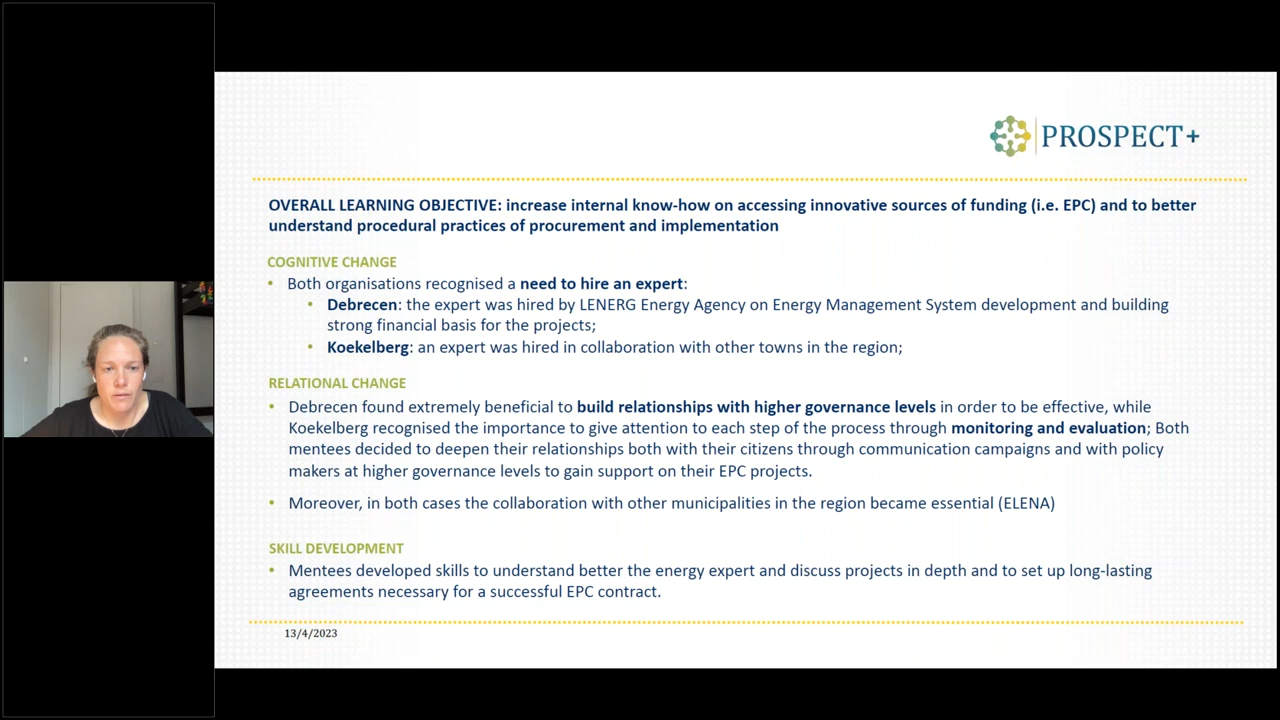 PROSPECT+
OVERALL LEARNING OBJECTIVE: increase internal know-how on accessing innovative sources of funding (i.e. EPC) and to better
understand procedural practices of procurement and implementation
COGNITIVE CHANGE
• Both organisations recognised a need to hire an expert:
• Debrecen: the expert was hired by LENERG Energy Agency on Energy Management System development and building
strong financial basis for the projects;
• Koekelberg: an expert was hired in collaboration with other towns in the region;
RELATIONAL CHANGE
• Debrecen found extremely beneficial to build relationships with higher governance levels in order to be effective, while
Koekelberg recognised the importance to give attention to each step of the process through monitoring and evaluation; Both
mentees decided to deepen their relationships both with their citizens through communication campaigns and with policy
makers at higher governance levels to gain support on their EPC projects.
• Moreover, in both cases the collaboration with other municipalities in the region became essential (ELENA)
SKILL DEVELOPMENT
• Mentees developed skills to understand better the energy expert and discuss projects in depth and to set up long-lasting
agreements necessary for a successful EPC contract.
13/4/2023